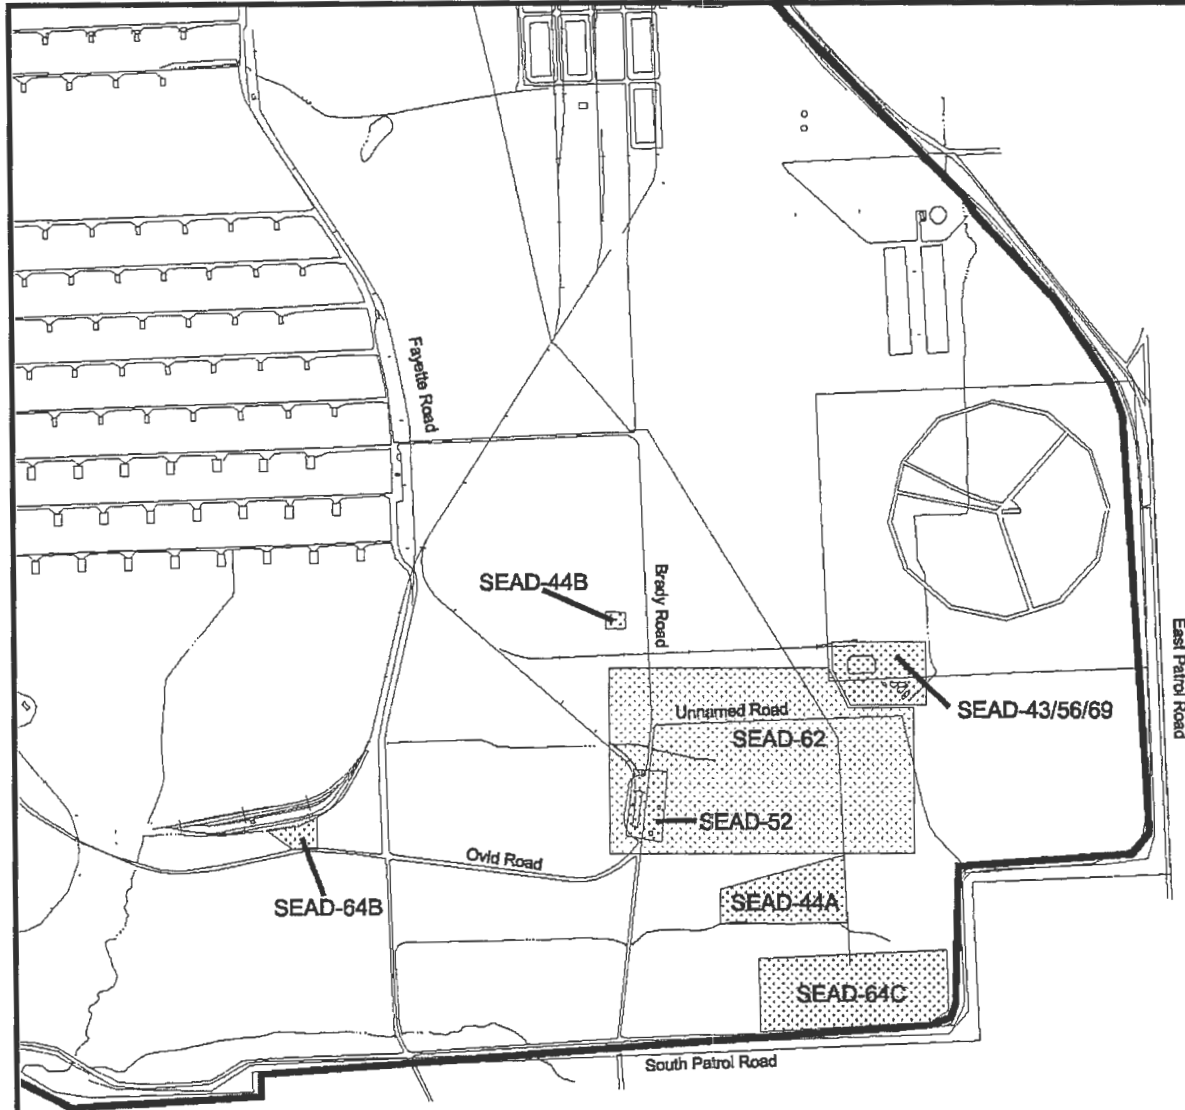 Fayette Road
SEAD-44B
Brady Road
East Patrol Road
SEAD-43/56/69
Unnamed Road
SEAD-62
SEAD-52
Ovid Road
SEAD-64B
SEAD-44A
SEAD-64C
South Patrol Road